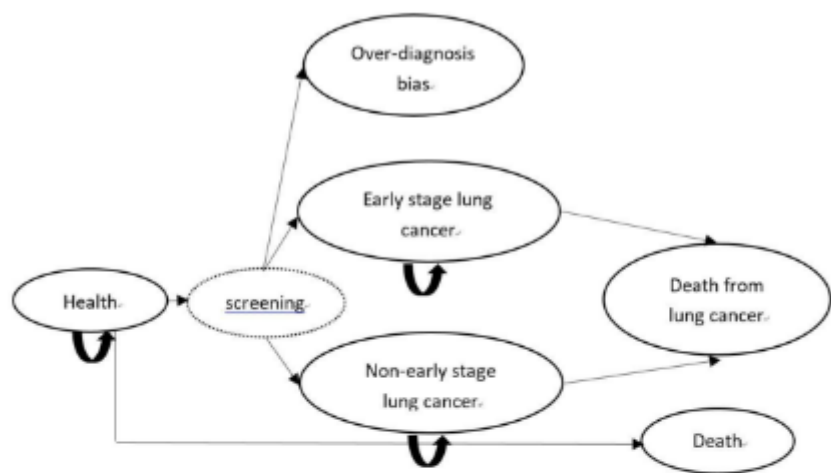 Over-diagnosis
bias
Early stage lung
cancer
Health
screening
Death from
lung cancer
Non-early stage
lung cancer
Death